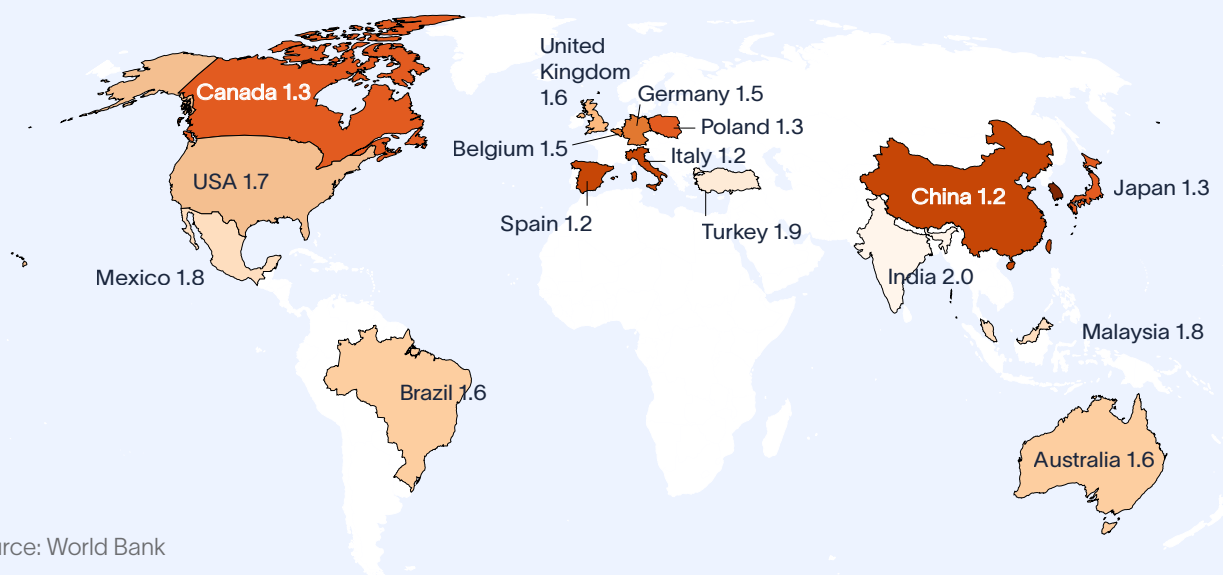 United
Kingdom
1.6
Canada 1.3
Germany 1.5
Poland 1.3
Belgium 1.5
Italy 1.2
USA 1.7
China 1.2
Japan 1.3
Spain 1.2
Turkey 1.9
Mexico 1.8
India 2.0
Malaysia 1.8
Brazil 1.6
Australia 1.6
rce: World Bank